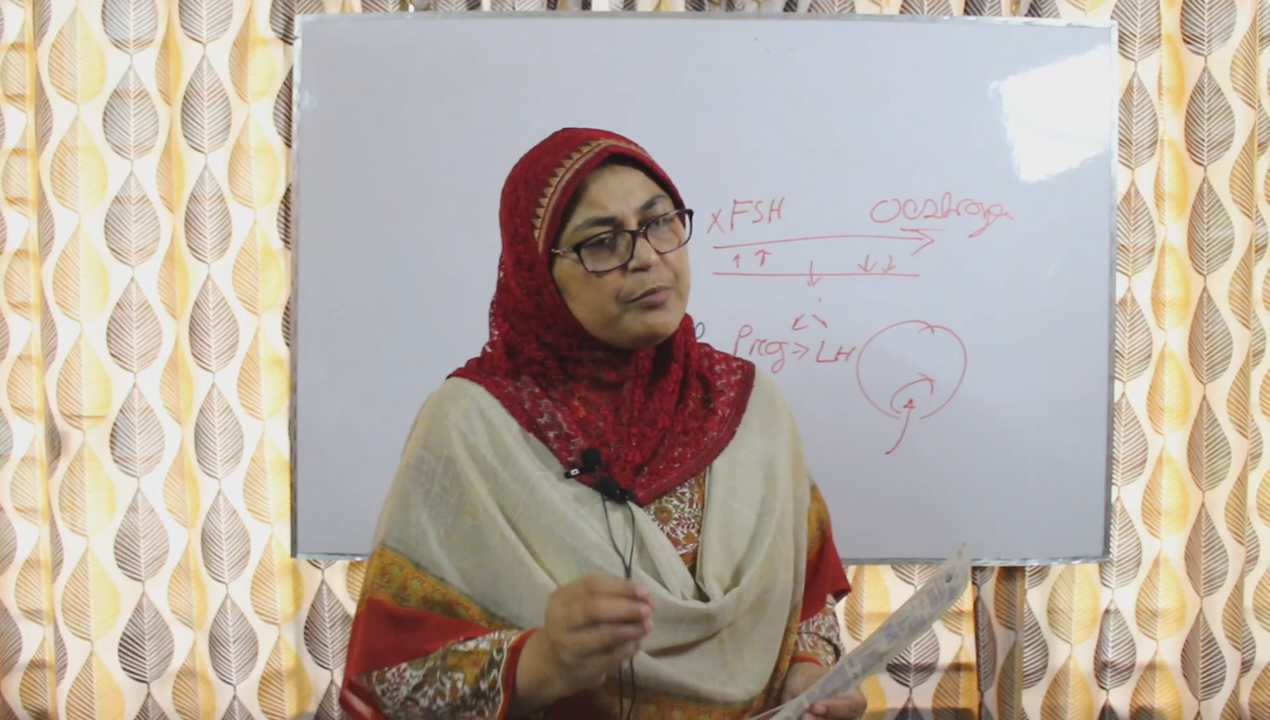 xFSH Oestrogen
↑ ↑ ↓ ↓ ↓
Prog > LH